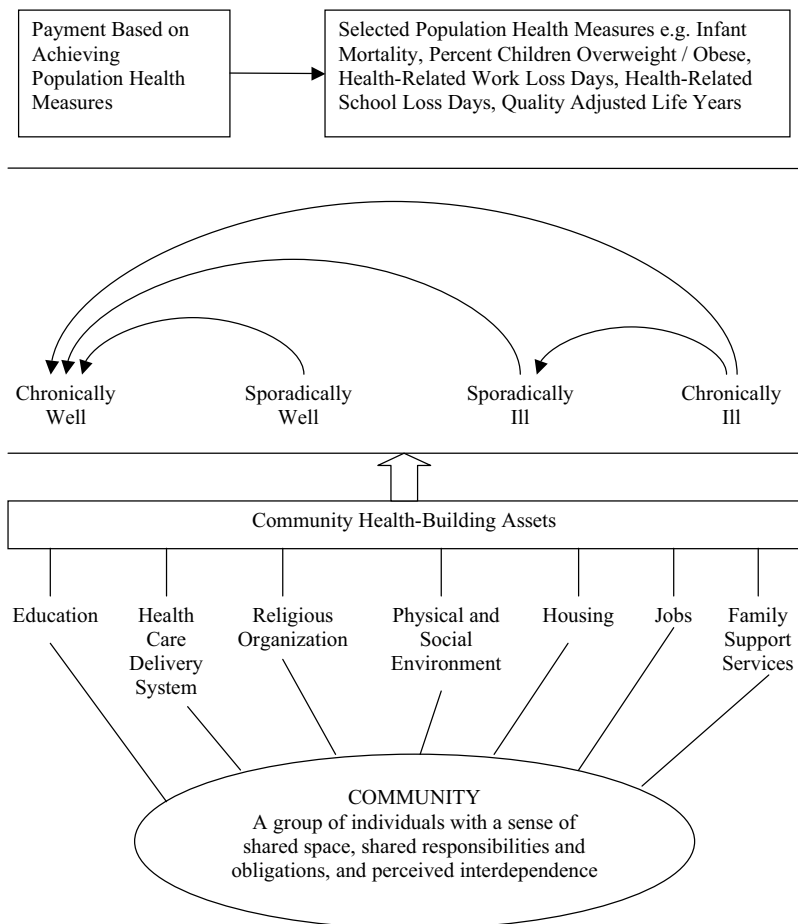 Payment Based on
Achieving
Population Health
Measures
Selected Population Health Measures e.g. Infant
Mortality, Percent Children Overweight / Obese,
Health-Related Work Loss Days, Health-Related
School Loss Days, Quality Adjusted Life Years
Chronically
Well
Sporadically
Well
Sporadically
Ill
Chronically
Ill
Community Health-Building Assets
Education
Health
Care
Delivery
System
Religious
Organization
Physical and
Social
Environment
Housing
Jobs
Family
Support
Services
COMMUNITY
A group of individuals with a sense of
shared space, shared responsibilities and
obligations, and perceived interdependence